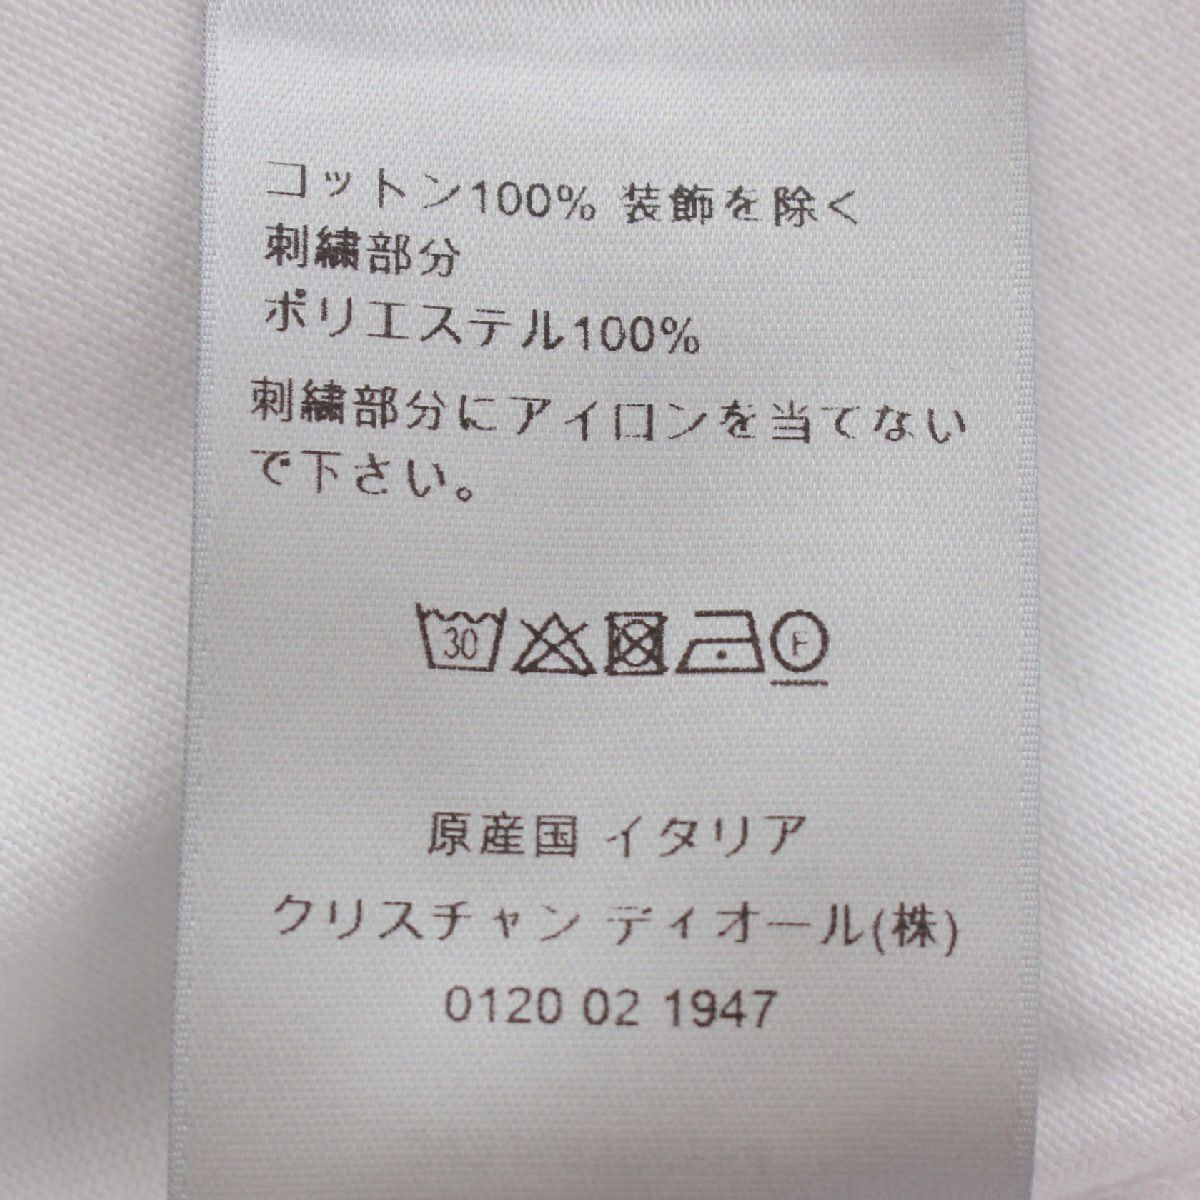 コットン100% 装飾を除く
刺繍部分
ポリエステル100%
刺繍部分にアイロンを当てない
で下さい。
30 F
原産国 イタリア
クリスチャン ディオール(株)
0120 02 1947